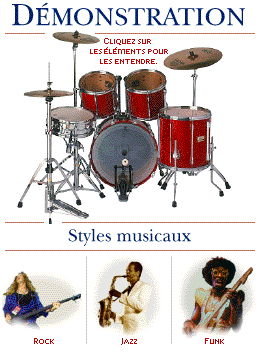 DÉMONSTRATION
CLIQUEZ SUR
LES ÉLÉMENTS POUR
LES ENTENDRE.
Styles musicaux
ROCK
JAZZ
FUNK